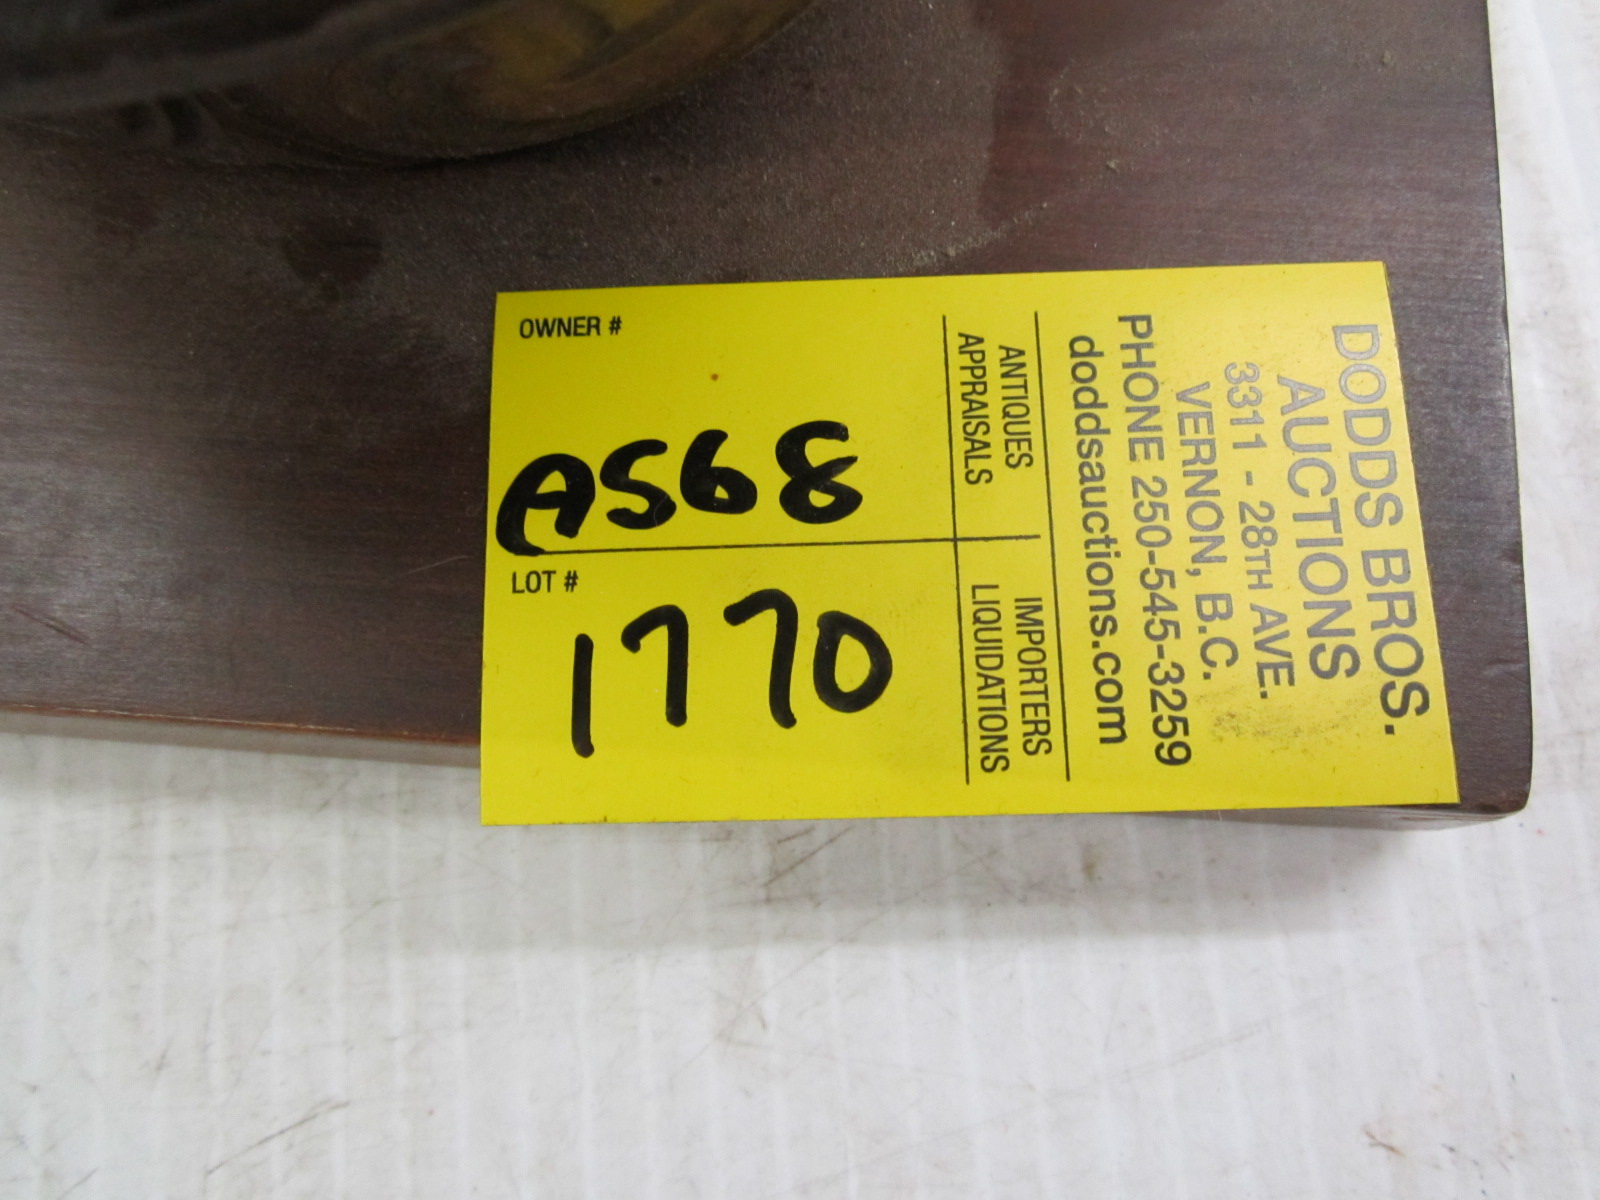 DODDS BROS.
AUCTIONS
3311 - 28TH AVE.
VERNON, B.C.
PHONE 250-545-3259
doddsauctions.com
ANTIQUES
APPRAISALS
IMPORTERS
LIQUIDATIONS
OWNER #
A568
LOT #
1770